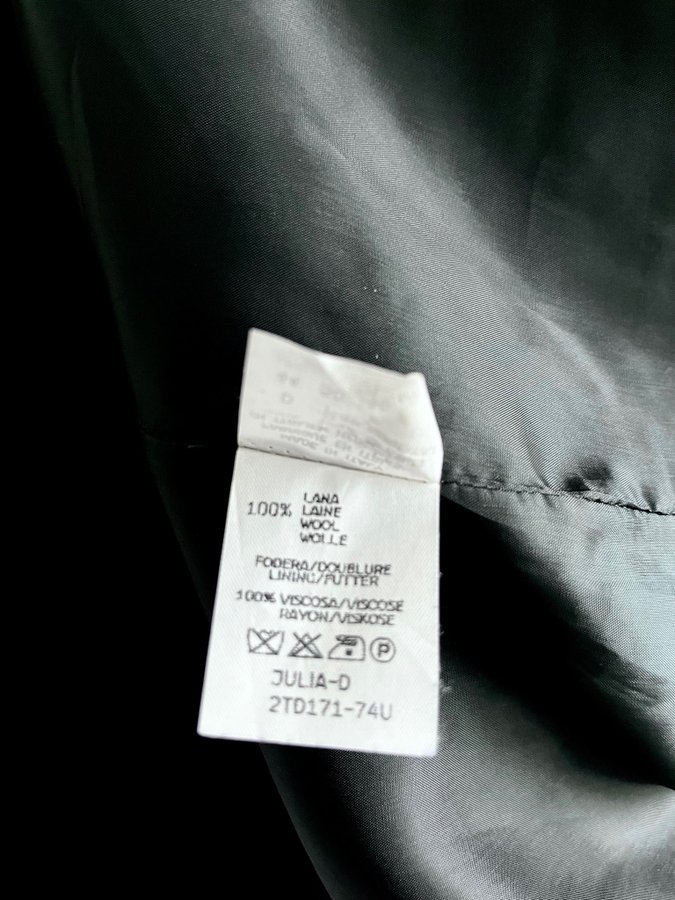 100% LANA
LAINE
WOOL
WOLLE
FODERA/DOUBLURE
LINING/FUTTER
100% VISCOSA/VISCOSE
RAYON/VISKOSE
P
JULIA-D
2TD171-74U